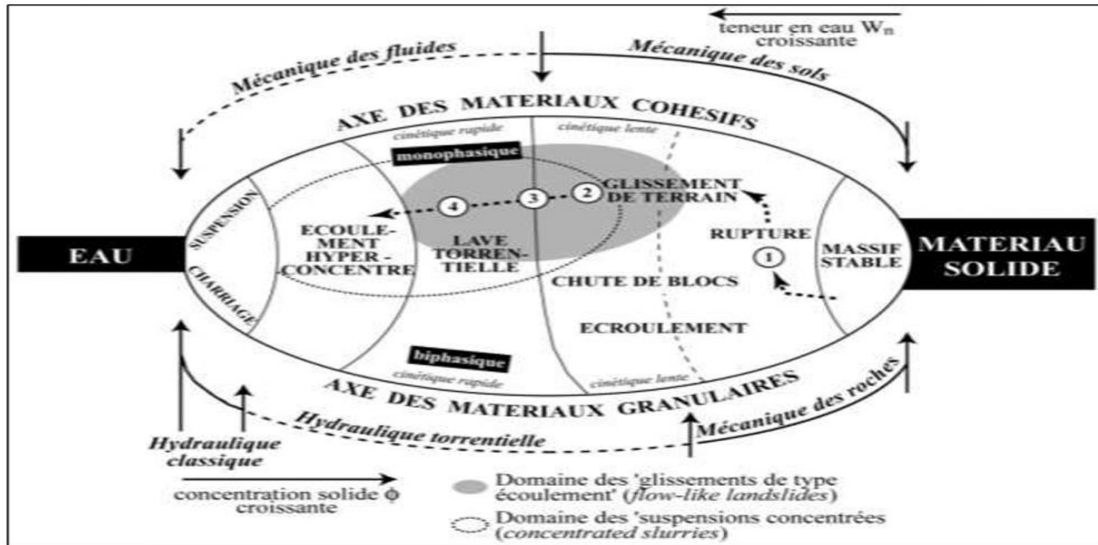 teneur en eau Wn
croissante
Mécanique des fluides
Mécanique des sols
AXE DES MATERIAUX COHESIFS
cinétique rapide
cinétique lente
monophasique
SUSPENSION
CHARRIAGE
EAU
4
3
2
GLISSEMENT
DE TERRAIN
ECOULE-
MENT
HYPER-
CONCENTRE
LAVE
TORREN-
TIELLE
RUPTURE
1
MASSIF
STABLE
MATERIAU
SOLIDE
CHUTE DE BLOCS
ECROULEMENT
biphasique
cinétique rapide
cinétique lente
AXE DES MATERIAUX GRANULAIRES
Mécanique des roches
Hydraulique torrentielle
Hydraulique
classique
concentration solide ϕ
croissante
Domaine des 'glissements de type
écoulement' (flow-like landslides)
Domaine des 'suspensions concentrées
(concentrated slurries)